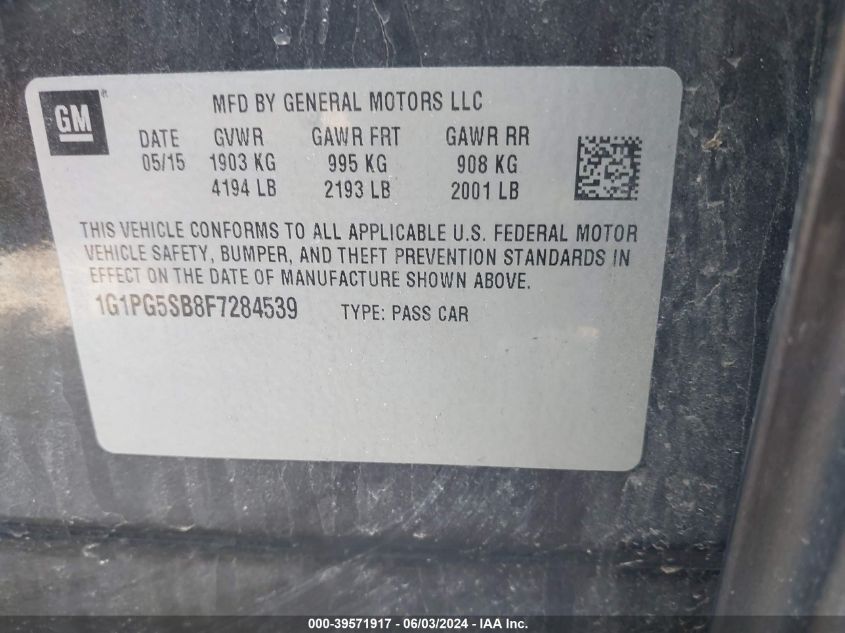 GM
MFD BY GENERAL MOTORS LLC
DATE GVWR GAWR FRT GAWR RR
05/15 1903 KG 995 KG 908 KG
4194 LB 2193 LB 2001 LB
THIS VEHICLE CONFORMS TO ALL APPLICABLE U.S. FEDERAL MOTOR
VEHICLE SAFETY, BUMPER, AND THEFT PREVENTION STANDARDS IN
EFFECT ON THE DATE OF MANUFACTURE SHOWN ABOVE.
1G1PG5SB8F7284539 TYPE: PASS CAR
000-39571917 - 06/03/2024 - IAA Inc.